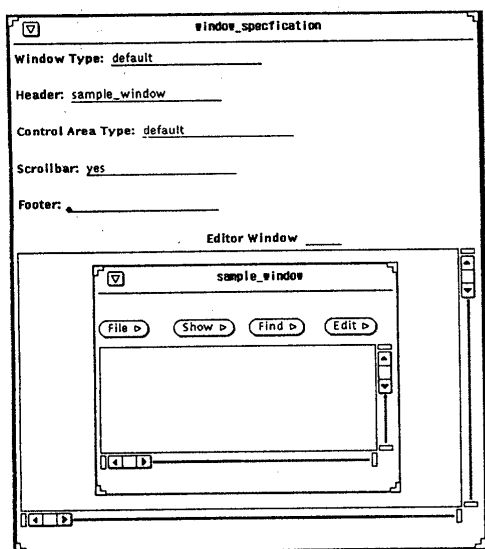 window_specfication
Window Type: default
Header: sample_window
Control Area Type: default
Scrollbar: yes
Footer:
Editor Window
sample_window
File Show Find Edit